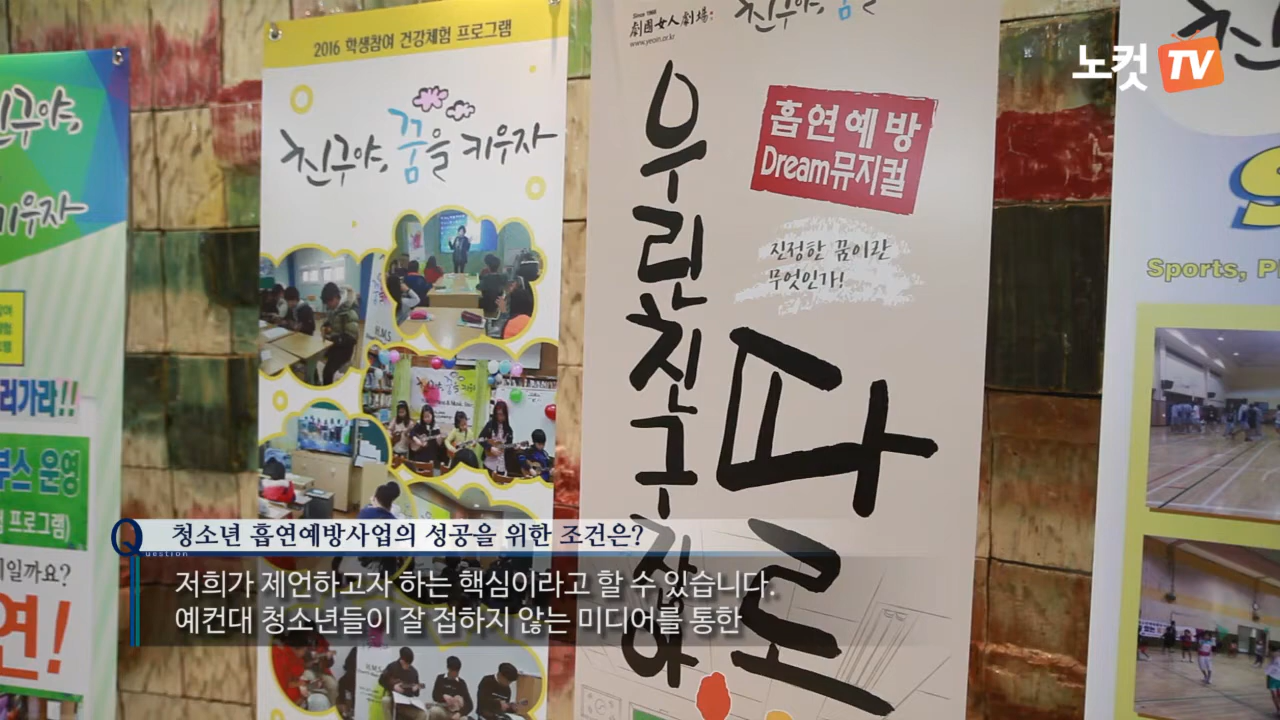 노컷 TV
친구야,
키우자
러가라!!
부스 운영
프로그램)
일까요?
연!
2016 학생참여 건강체험 프로그램
친구야, 꿈을 키우자
Since 1966
劇團女人劇場
www.yeoin.or.kr
친구야, 꿈을
흡연예방
Dream뮤지컬
진정한 꿈이란
무엇인가!
우리친구찾아
따로
Sports,
Question
청소년 흡연예방사업의 성공을 위한 조건은?
저희가 제언하고자 하는 핵심이라고 할 수 있습니다.
예컨대 청소년들이 잘 접하지 않는 미디어를 통한